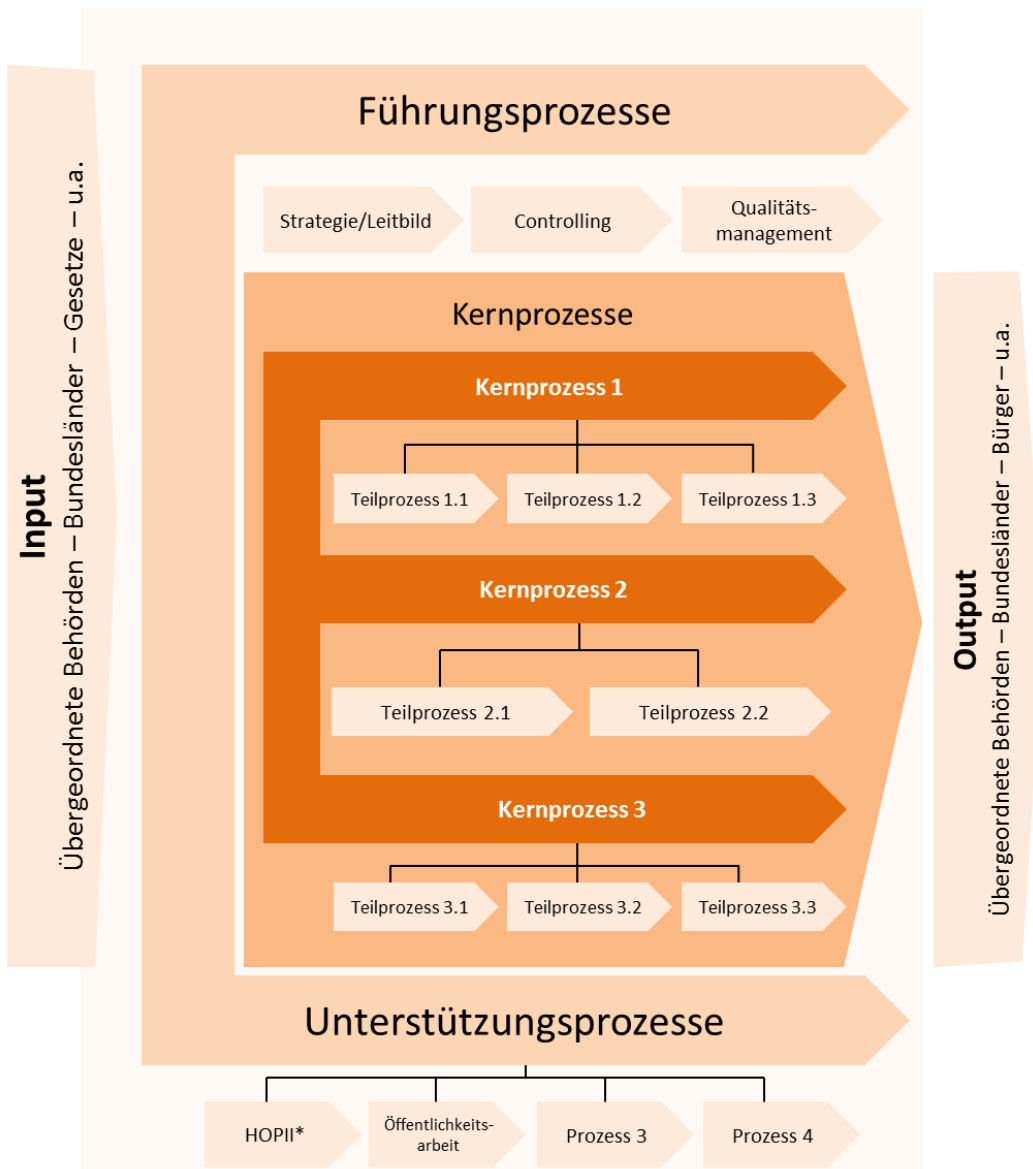 Input
Übergeordnete Behörden – Bundesländer – Gesetze – u.a.
Führungsprozesse
Strategie/Leitbild
Controlling
Qualitäts-
management
Kernprozesse
Kernprozess 1
Teilprozess 1.1
Teilprozess 1.2
Teilprozess 1.3
Kernprozess 2
Teilprozess 2.1
Teilprozess 2.2
Kernprozess 3
Teilprozess 3.1
Teilprozess 3.2
Teilprozess 3.3
Unterstützungsprozesse
HOPII*
Öffentlichkeits-
arbeit
Prozess 3
Prozess 4
Output
Übergeordnete Behörden – Bundesländer – Bürger – u.a.